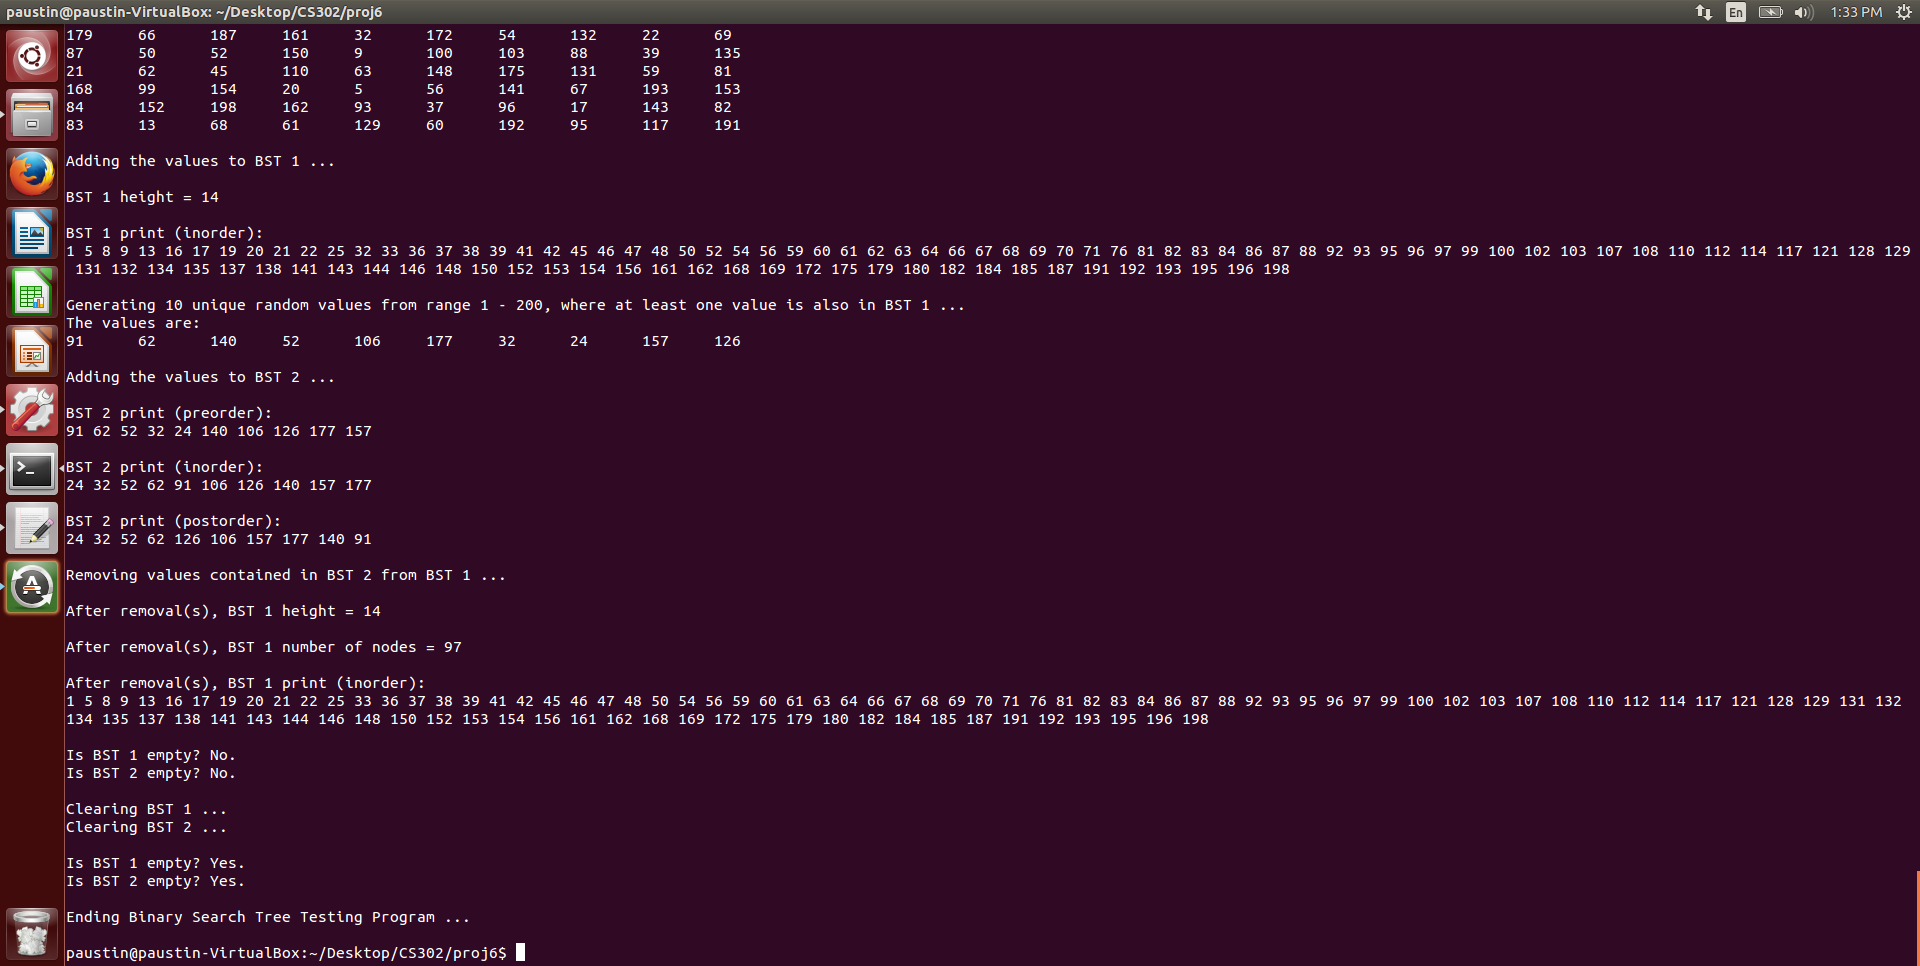 paustin@paustin-VirtualBox: ~/Desktop/CS302/proj6
En
1:33 PM
179 66 187 161 32 172 54 132 22 69
87 50 52 150 9 100 103 88 39 135
21 62 45 110 63 148 175 131 59 81
168 99 154 20 5 56 141 67 193 153
84 152 198 162 93 37 96 17 143 82
83 13 68 61 129 60 192 95 117 191
Adding the values to BST 1 ...
BST 1 height = 14
BST 1 print (inorder):
1 5 8 9 13 16 17 19 20 21 22 25 32 33 36 37 38 39 41 42 45 46 47 48 50 52 54 56 59 60 61 62 63 64 66 67 68 69 70 71 76 81 82 83 84 86 87 88 92 93 95 96 97 99 100 102 103 107 108 110 112 114 117 121 128 129
131 132 134 135 137 138 141 143 144 146 148 150 152 153 154 156 161 162 168 169 172 175 179 180 182 184 185 187 191 192 193 195 196 198
Generating 10 unique random values from range 1 - 200, where at least one value is also in BST 1 ...
The values are:
91 62 140 52 106 177 32 24 157 126
Adding the values to BST 2 ...
BST 2 print (preorder):
91 62 52 32 24 140 106 126 177 157
BST 2 print (inorder):
24 32 52 62 91 106 126 140 157 177
BST 2 print (postorder):
24 32 52 62 126 106 157 177 140 91
Removing values contained in BST 2 from BST 1 ...
After removal(s), BST 1 height = 14
After removal(s), BST 1 number of nodes = 97
After removal(s), BST 1 print (inorder):
1 5 8 9 13 16 17 19 20 21 22 25 33 36 37 38 39 41 42 45 46 47 48 50 54 56 59 60 61 63 64 66 67 68 69 70 71 76 81 82 83 84 86 87 88 92 93 95 96 97 99 100 102 103 107 108 110 112 114 117 121 128 129 131 132
134 135 137 138 141 143 144 146 148 150 152 153 154 156 161 162 168 169 172 175 179 180 182 184 185 187 191 192 193 195 196 198
Is BST 1 empty? No.
Is BST 2 empty? No.
Clearing BST 1 ...
Clearing BST 2 ...
Is BST 1 empty? Yes.
Is BST 2 empty? Yes.
Ending Binary Search Tree Testing Program ...
paustin@paustin-VirtualBox:~/Desktop/CS302/proj6$